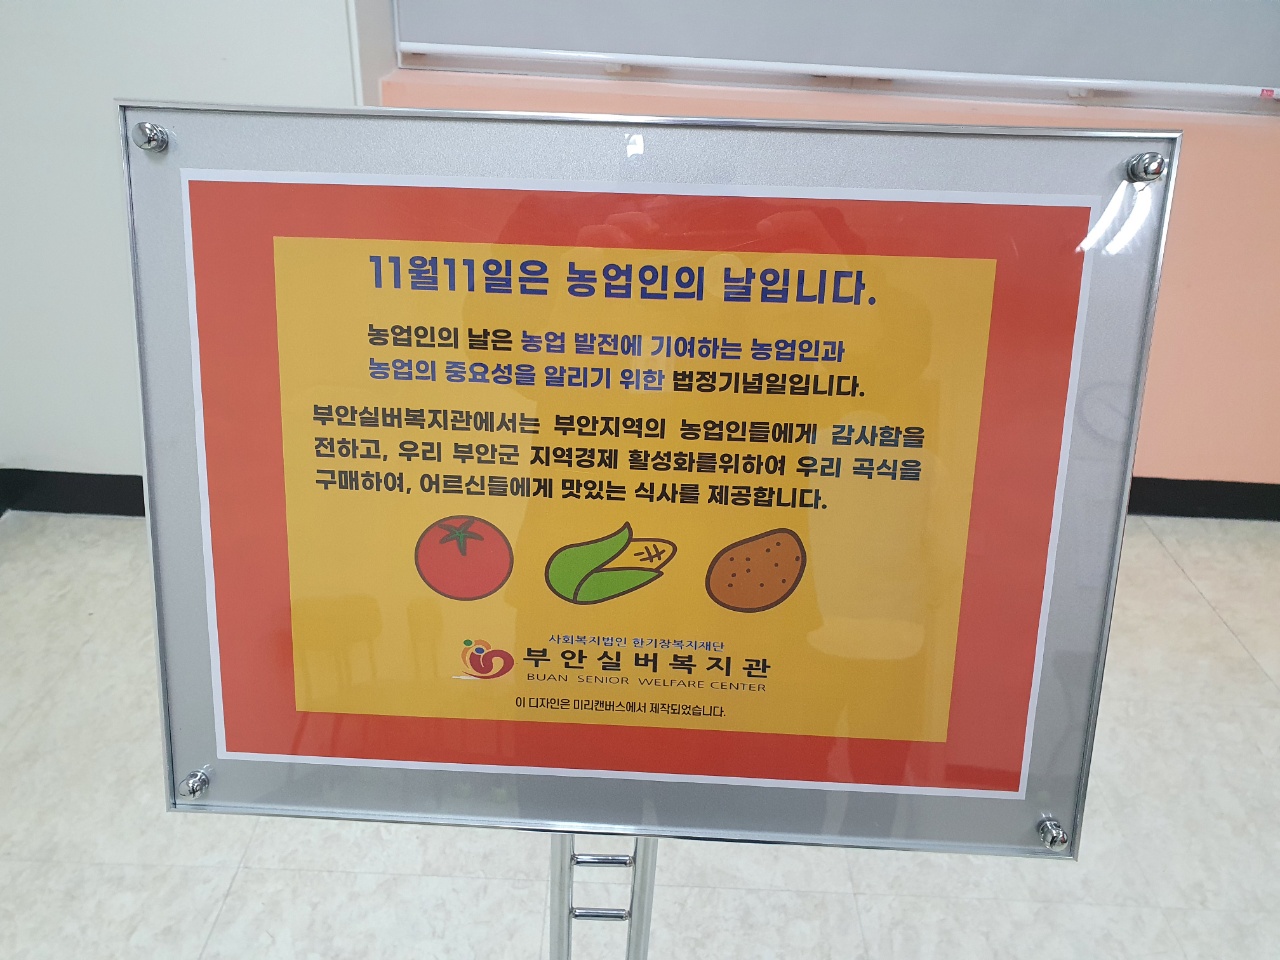 11월11일은 농업인의 날입니다.
농업인의 날은 농업 발전에 기여하는 농업인과
농업의 중요성을 알리기 위한 법정기념일입니다.
부안실버복지관에서는 부안지역의 농업인들에게 감사함을
전하고, 우리 부안군 지역경제 활성화를위하여 우리 곡식을
구매하여, 어르신들에게 맛있는 식사를 제공합니다.
사회복지법인 한기장복지재단
부안실버복지관
BUAN SENIOR WELFARE CENTER
이 디자인은 미리캔버스에서 제작되었습니다.